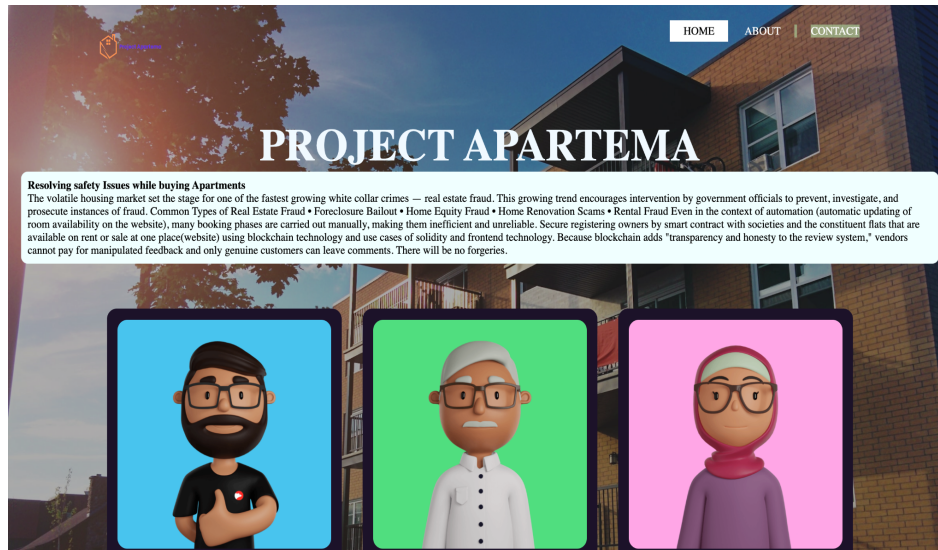 HOME
ABOUT
|
CONTACT
PROJECT APARTEMA
Resolving safety Issues while buying Apartments
The volatile housing market set the stage for one of the fastest growing white collar crimes — real estate fraud. This growing trend encourages intervention by government officials to prevent, investigate, and
prosecute instances of fraud. Common Types of Real Estate Fraud • Foreclosure Bailout • Home Equity Fraud • Home Renovation Scams • Rental Fraud Even in the context of automation (automatic updating of
room availability on the website), many booking phases are carried out manually, making them inefficient and unreliable. Secure registering owners by smart contract with societies and the constituent flats that are
available on rent or sale at one place(website) using blockchain technology and use cases of solidity and frontend technology. Because blockchain adds "transparency and honesty to the review system," vendors
cannot pay for manipulated feedback and only genuine customers can leave comments. There will be no forgeries.